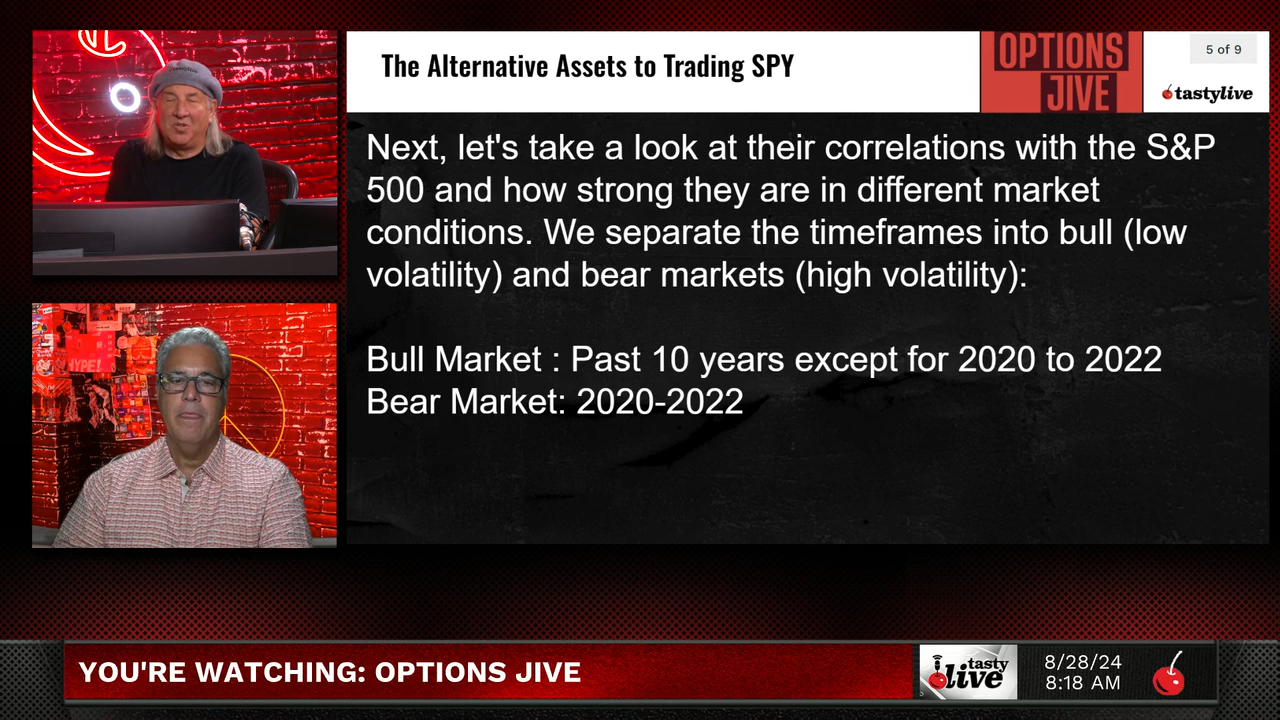 The Alternative Assets to Trading SPY
OPTIONS
JIVE
5 of 9
tastylive
Next, let's take a look at their correlations with the S&P
500 and how strong they are in different market
conditions. We separate the timeframes into bull (low
volatility) and bear markets (high volatility):
Bull Market : Past 10 years except for 2020 to 2022
Bear Market: 2020-2022
YOU'RE WATCHING: OPTIONS JIVE
tasty
live
8/28/24
8:18 AM